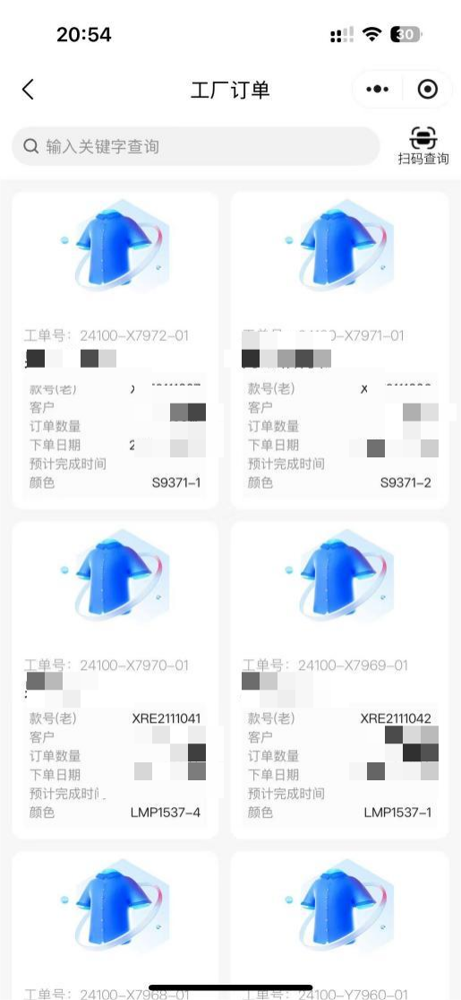 20:54
30
工厂订单
输入关键字查询
扫码查询
工单号：24100-X7972-01
款号(老)
客户
订单数量
下单日期
预计完成时间
颜色 S9371-1
工单号： X7971-01
款号(老)
客户
订单数量
下单日期
预计完成时间
颜色 S9371-2
工单号：24100-X7970-01
款号(老) XRE2111041
客户
订单数量
下单日期
预计完成时间
颜色 LMP1537-4
工单号：24100-X7969-01
款号(老) XRE2111042
客户
订单数量
下单日期
预计完成时间
颜色 LMP1537-1
工单号：24100-X7968-01
工单号：24100-Y7960-01